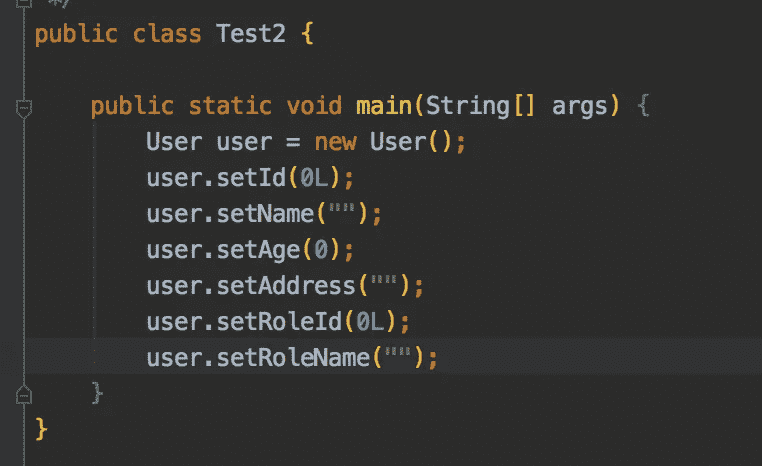 */
public class Test2 {
public static void main(String[] args) {
User user = new User();
user.setId(0L);
user.setName("");
user.setAge(0);
user.setAddress("");
user.setRoleId(0L);
user.setRoleName("");
}
}